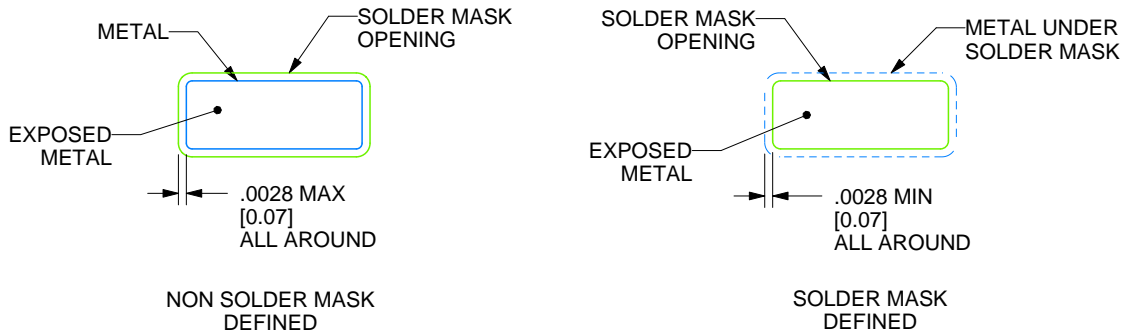 METAL
SOLDER MASK
OPENING
EXPOSED
METAL
.0028 MAX
[0.07]
ALL AROUND
NON SOLDER MASK
DEFINED
SOLDER MASK
OPENING
METAL UNDER
SOLDER MASK
EXPOSED
METAL
.0028 MIN
[0.07]
ALL AROUND
SOLDER MASK
DEFINED